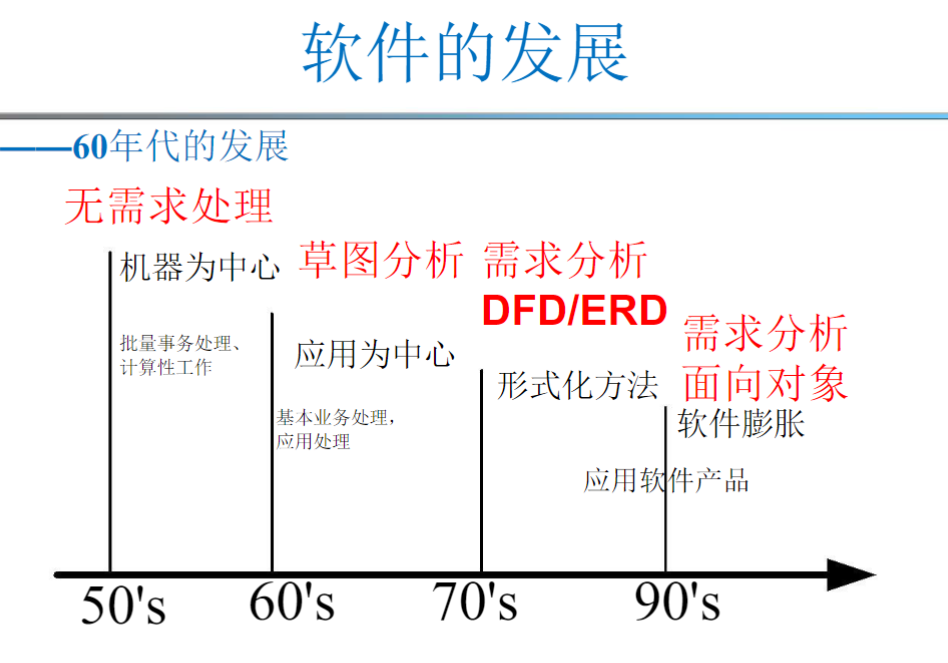 软件的发展
——60年代的发展
无需求处理
机器为中心
批量事务处理、
计算性工作
草图分析
应用为中心
基本业务处理，
应用处理
需求分析
DFD/ERD
形式化方法
需求分析
面向对象
软件膨胀
应用软件产品
50's
60's
70's
90's